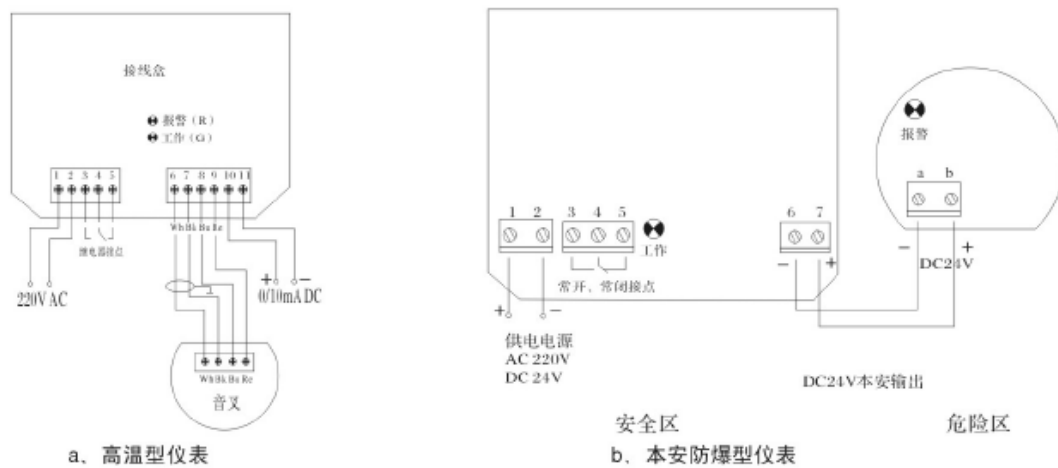 接线盒
报警（R）
工作（G）
1 2 3 4 5
6 7 8 9 10 11
Wh Bk Bu Re
继电器接点
220V AC
+ −
0/10mA DC
Wh Bk Bu Re
音叉
a、高温型仪表
报警
a b
− +
DC24V
1 2 3 4 5
工作
6 7
− +
常开、常闭接点
+ −
供电电源
AC 220V
DC 24V
DC24V本安输出
安全区
危险区
b、本安防爆型仪表